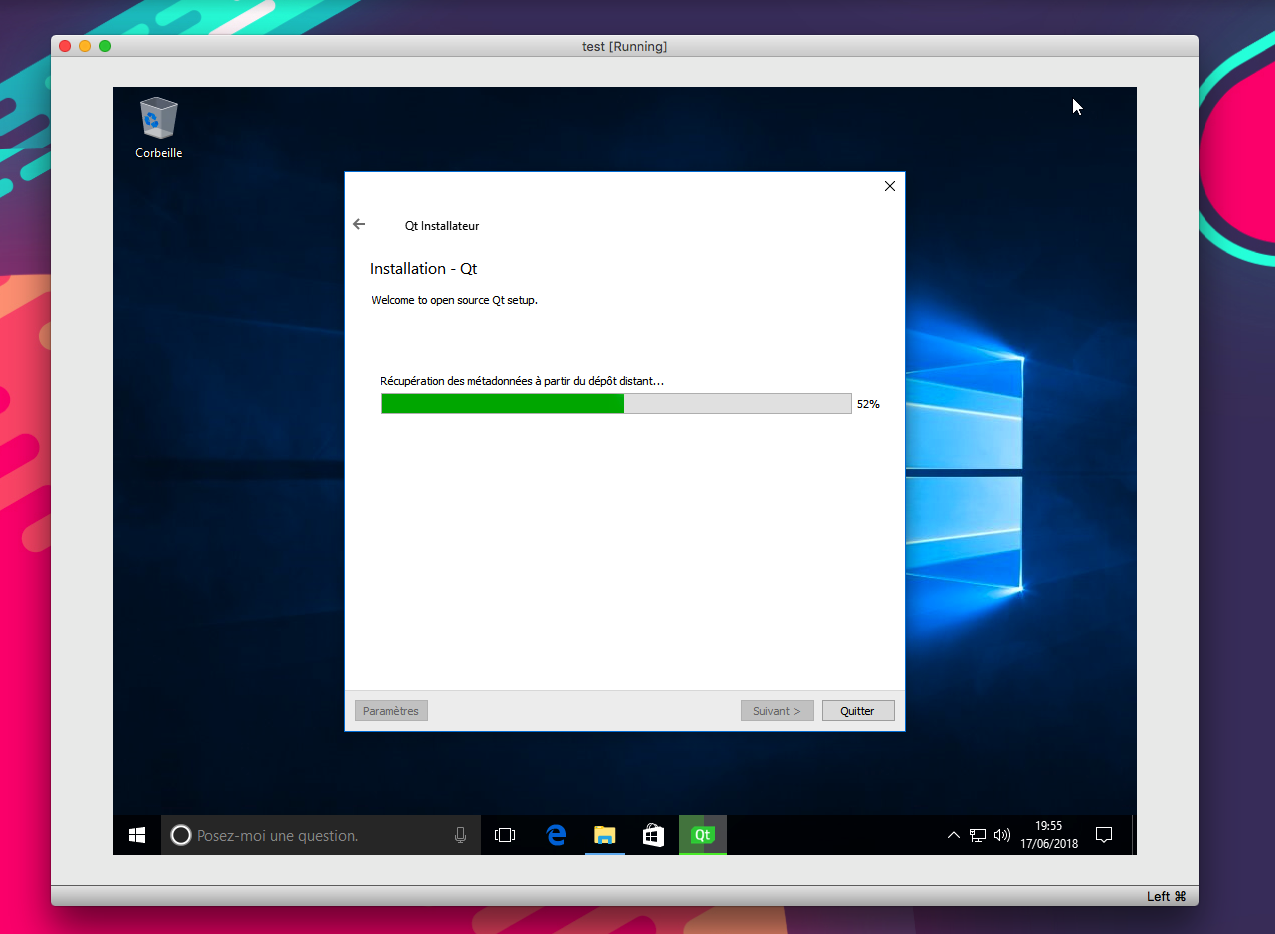 test [Running]
Corbeille
Qt Installateur
Installation - Qt
Welcome to open source Qt setup.
Récupération des métadonnées à partir du dépôt distant...
52%
Paramètres
Suivant >
Quitter
Posez-moi une question.
Qt
19:55
17/06/2018
Left ⌘